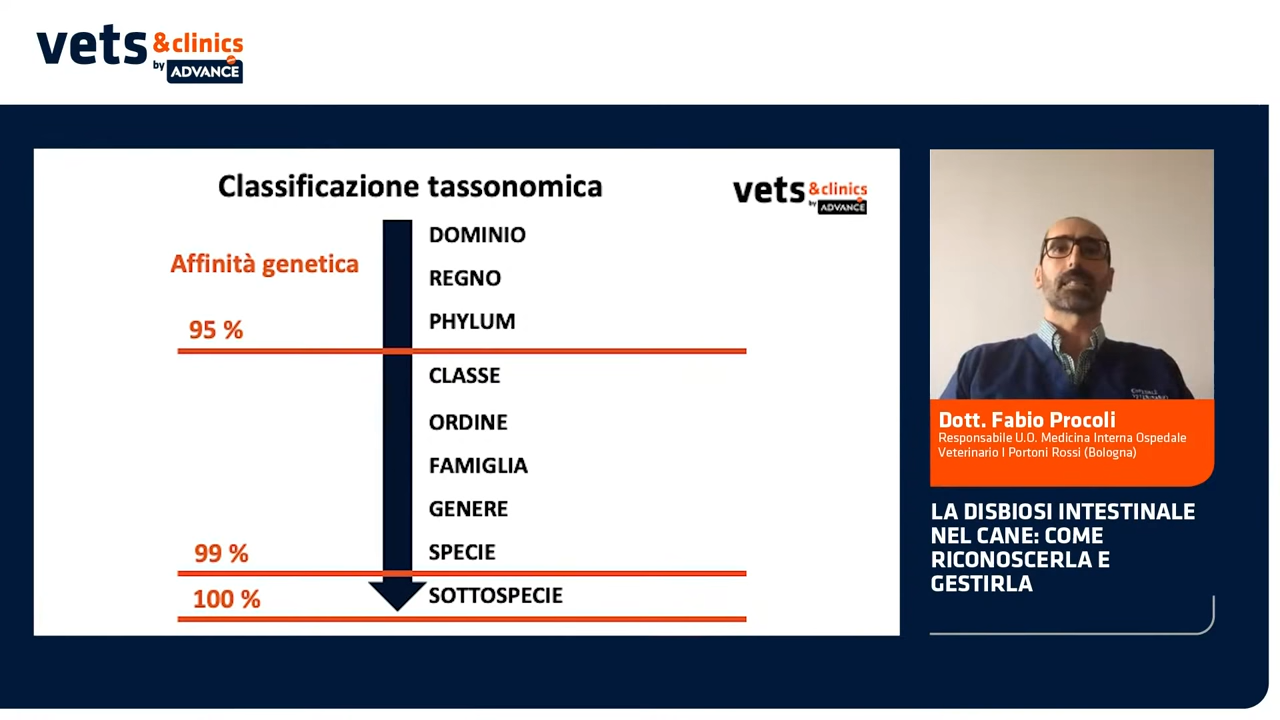 vets &clinics
by ADVANCE
Classificazione tassonomica
vets &clinics
by ADVANCE
Affinità genetica
DOMINIO
REGNO
PHYLUM
95 %
CLASSE
ORDINE
FAMIGLIA
GENERE
SPECIE
99 %
SOTTOSPECIE
100 %
Dott. Fabio Procoli
Responsabile U.O. Medicina Interna Ospedale
Veterinario I Portoni Rossi (Bologna)
LA DISBIOSI INTESTINALE
NEL CANE: COME
RICONOSCERLA E
GESTIRLA